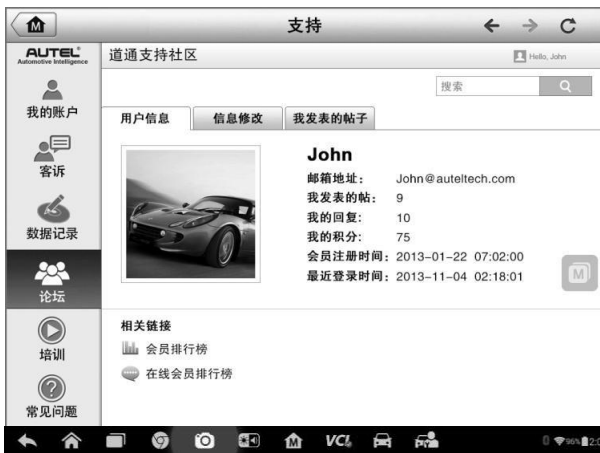 支持
AUTEL
Automotive Intelligence
道通支持社区
Hello, John
搜索
我的账户
客诉
数据记录
论坛
培训
常见问题
用户信息
信息修改
我发表的帖子
John
邮箱地址： John@auteltech.com
我发表的帖： 9
我的回复: 10
我的积分: 75
会员注册时间：2013-01-22 07:02:00
最近登录时间：2013-11-04 02:18:01
相关链接
会员排行榜
在线会员排行榜
M
M
M
VCI
96%